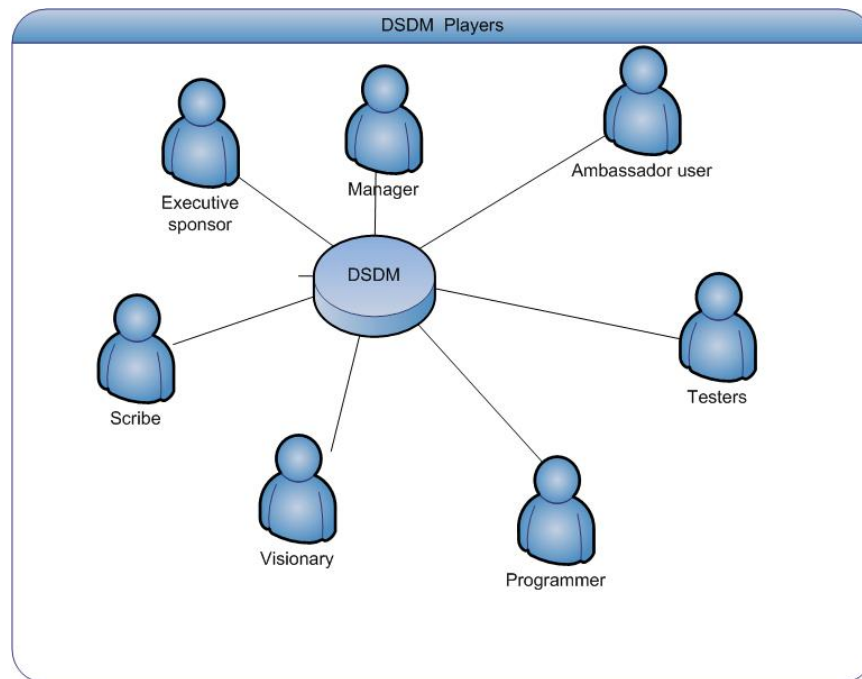 DSDM Players
Executive
sponsor
Manager
Ambassador user
DSDM
Scribe
Testers
Visionary
Programmer